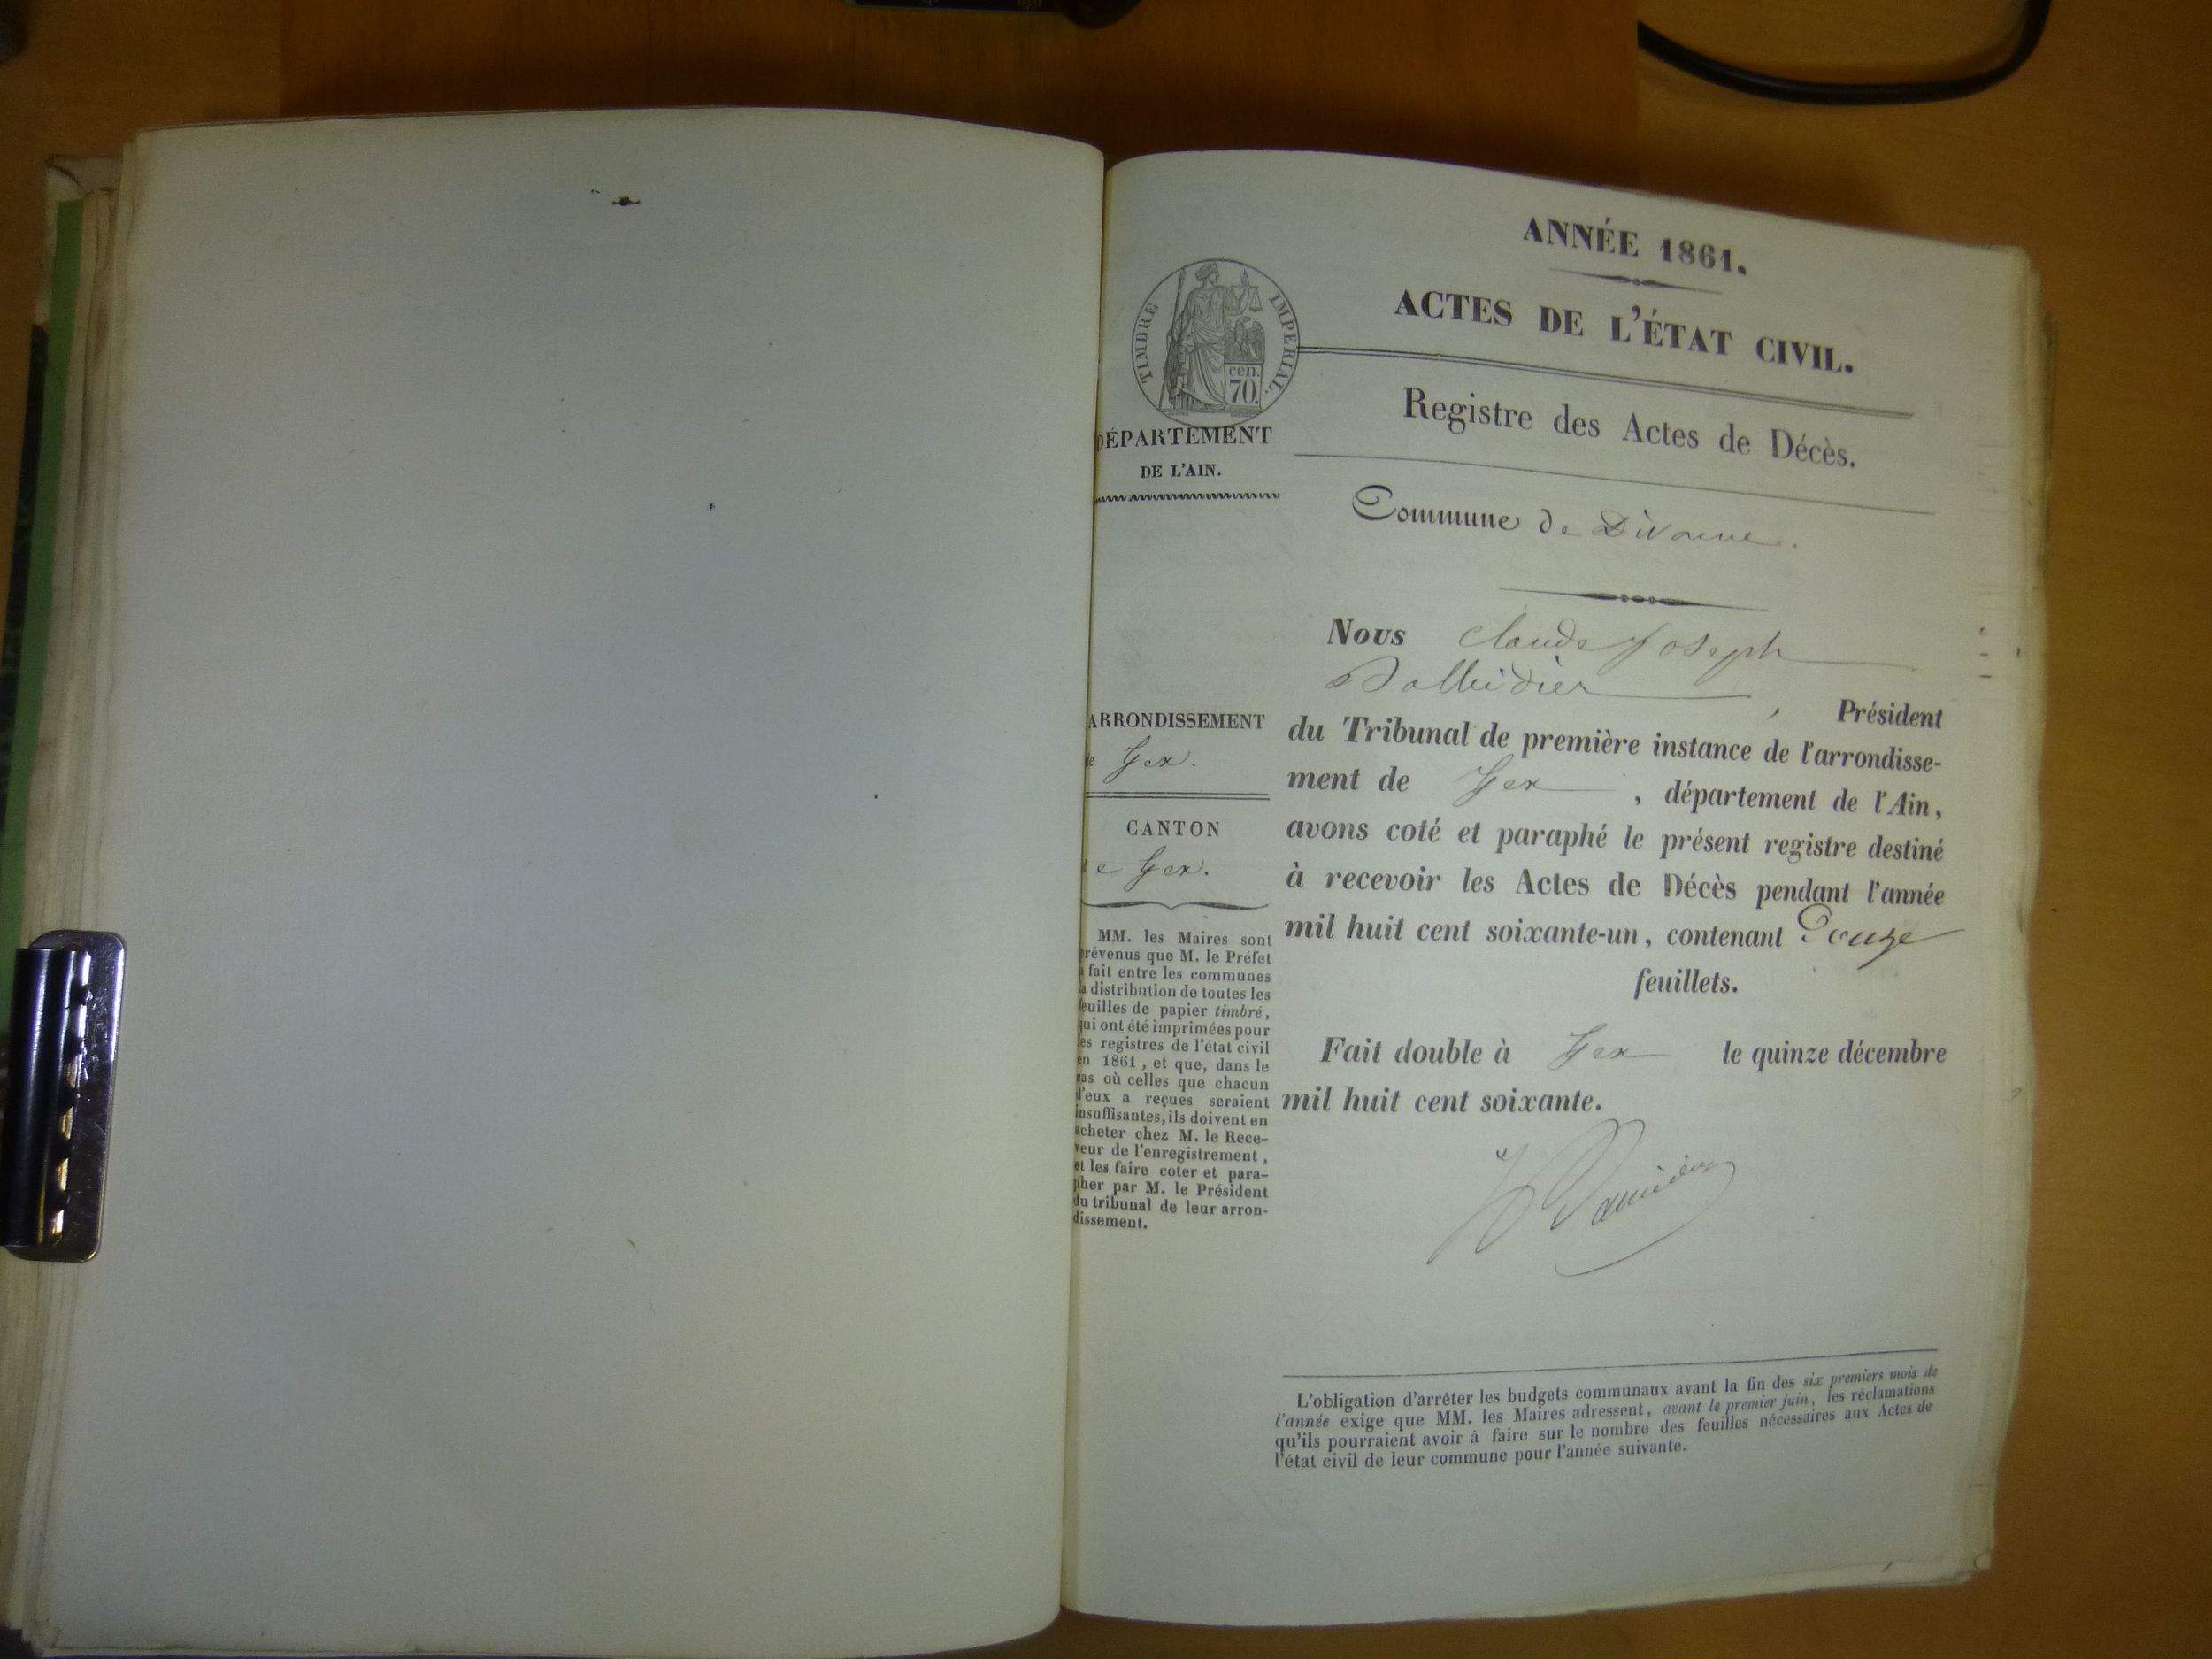 ANNÉE 1861.
ACTES DE L'ÉTAT CIVIL.
TIMBRE IMPERIAL.
cen.
70.
Registre des Actes de Décès.
DÉPARTEMENT
DE L'AIN.
Commune de Divonne.
Nous Claude Joseph
, Président
du Tribunal de première instance de l'arrondisse-
ment de Gex , département de l'Ain,
avons coté et paraphé le présent registre destiné
à recevoir les Actes de Décès pendant l'année
mil huit cent soixante-un, contenant Douze
feuillets.
Fait double à Gex le quinze décembre
mil huit cent soixante.
ARRONDISSEMENT
de Gex.
CANTON
de Gex.
MM. les Maires sont
prévenus que M. le Préfet
a fait entre les communes
la distribution de toutes les
feuilles de papier timbré,
qui ont été imprimées pour
les registres de l'état civil
en 1861, et que, dans le
cas où celles que chacun
d'eux a reçues seraient
insuffisantes, ils doivent en
acheter chez M. le Rece-
veur de l'enregistrement,
et les faire coter et para-
pher par M. le Président
du tribunal de leur arron-
dissement.
L'obligation d'arrêter les budgets communaux avant la fin des six premiers mois de
l'année exige que MM. les Maires adressent, avant le premier juin, les réclamations
qu'ils pourraient avoir à faire sur le nombre des feuilles nécessaires aux Actes de
l'état civil de leur commune pour l'année suivante.